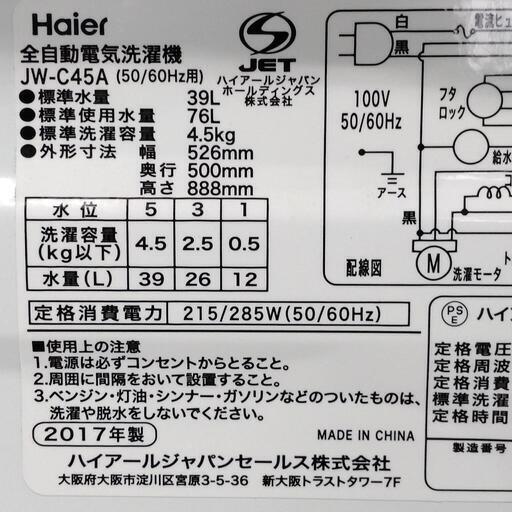 Haier
JET
全自動電気洗濯機
JW-C45A (50/60Hz用)
ハイアールジャパン
ホールディングス
株式会社
●標準水量 39L
●標準使用水量 76L
●標準洗濯容量 4.5kg
●外形寸法 幅 526mm
奥行 500mm
高さ 888mm
水位 5 3 1
洗濯容量
(kg以下) 4.5 2.5 0.5
水量(L) 39 26 12
定格消費電力 215/285W(50/60Hz)
■使用上の注意
1.電源は必ずコンセントからとること。
2.周囲に間隔をおいて設置すること。
3.ベンジン・灯油・シンナー・ガソリンなどのついたものは、
洗濯や脱水をしないでください。
2017年製
MADE IN CHINA
ハイアールジャパンセールス株式会社
大阪府大阪市淀川区宮原3-5-36 新大阪トラストタワー7F
白
黒
電流ヒュ
100V
50/60Hz
フタ
ロック
給水
アース
黒
M
洗濯モータ
ト
配線図
PS
E
ハイ
定格電圧
定格周波
定格消費
標準洗濯
定格時間
製造番号